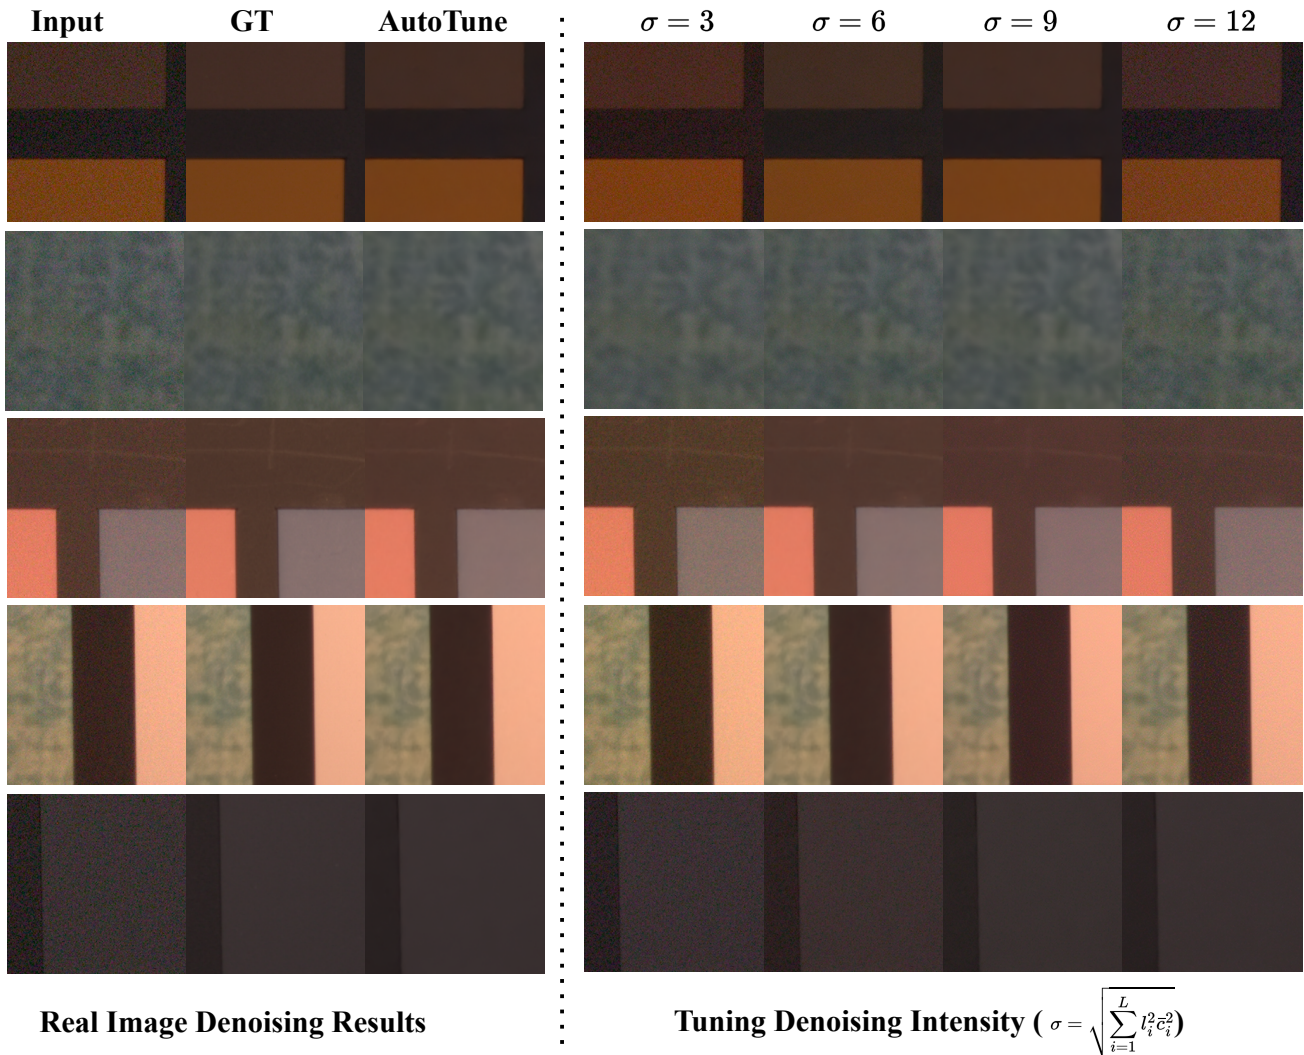 Input GT AutoTune σ = 3 σ = 6 σ = 9 σ = 12
Real Image Denoising Results
Tuning Denoising Intensity ( σ = √∑_{i=1}^{L} l_i^2 c̄_i^2 )